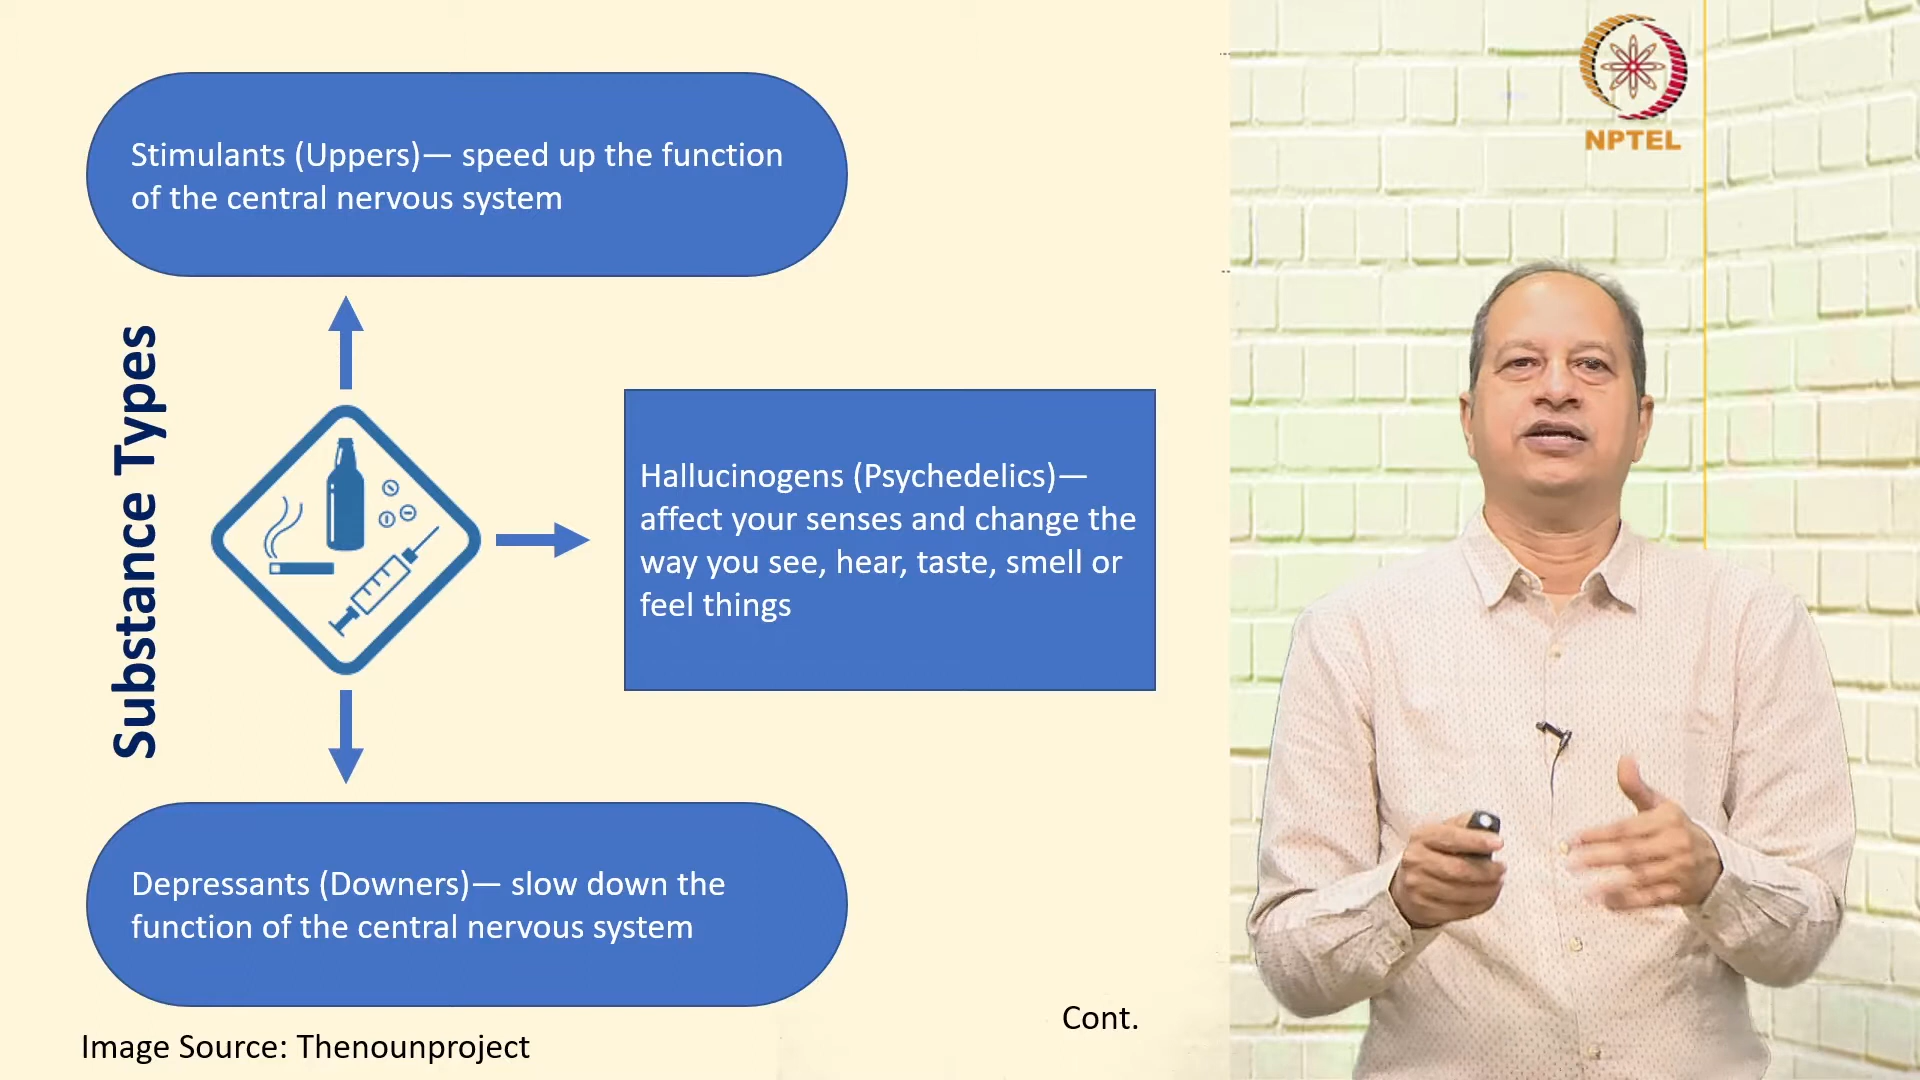 Stimulants (Uppers)— speed up the function
of the central nervous system
Substance Types
Hallucinogens (Psychedelics)—
affect your senses and change the
way you see, hear, taste, smell or
feel things
Depressants (Downers)— slow down the
function of the central nervous system
Cont.
Image Source: Thenounproject
NPTEL